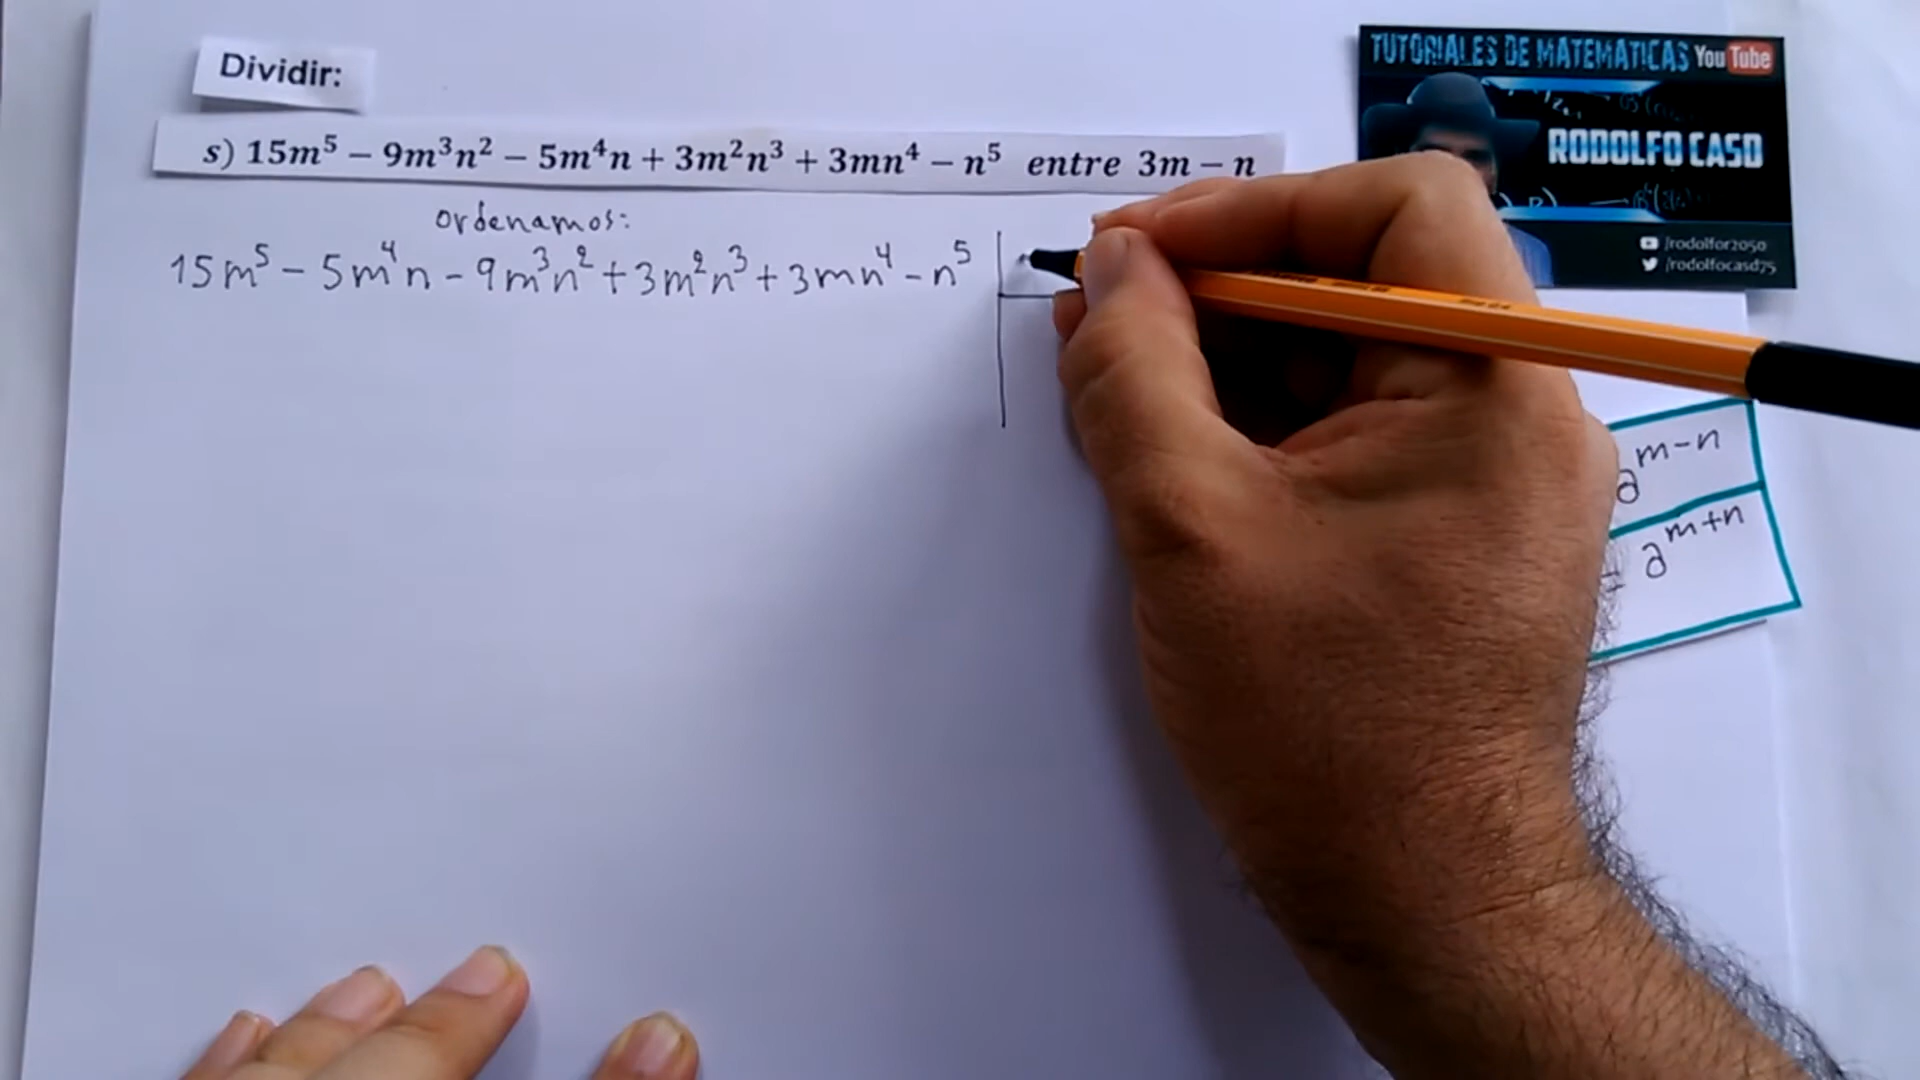 Dividir:
s) 15m⁵ − 9m³n² − 5m⁴n + 3m²n³ + 3mn⁴ − n⁵ entre 3m − n
ordenamos:
15m⁵ − 5m⁴n − 9m³n² + 3m²n³ + 3mn⁴ − n⁵
TUTORIALES DE MATEMATICAS YouTube
RODOLFO CASD
/rodolfor2050
/rodolfocasd75
a^m−n
= a^m+n